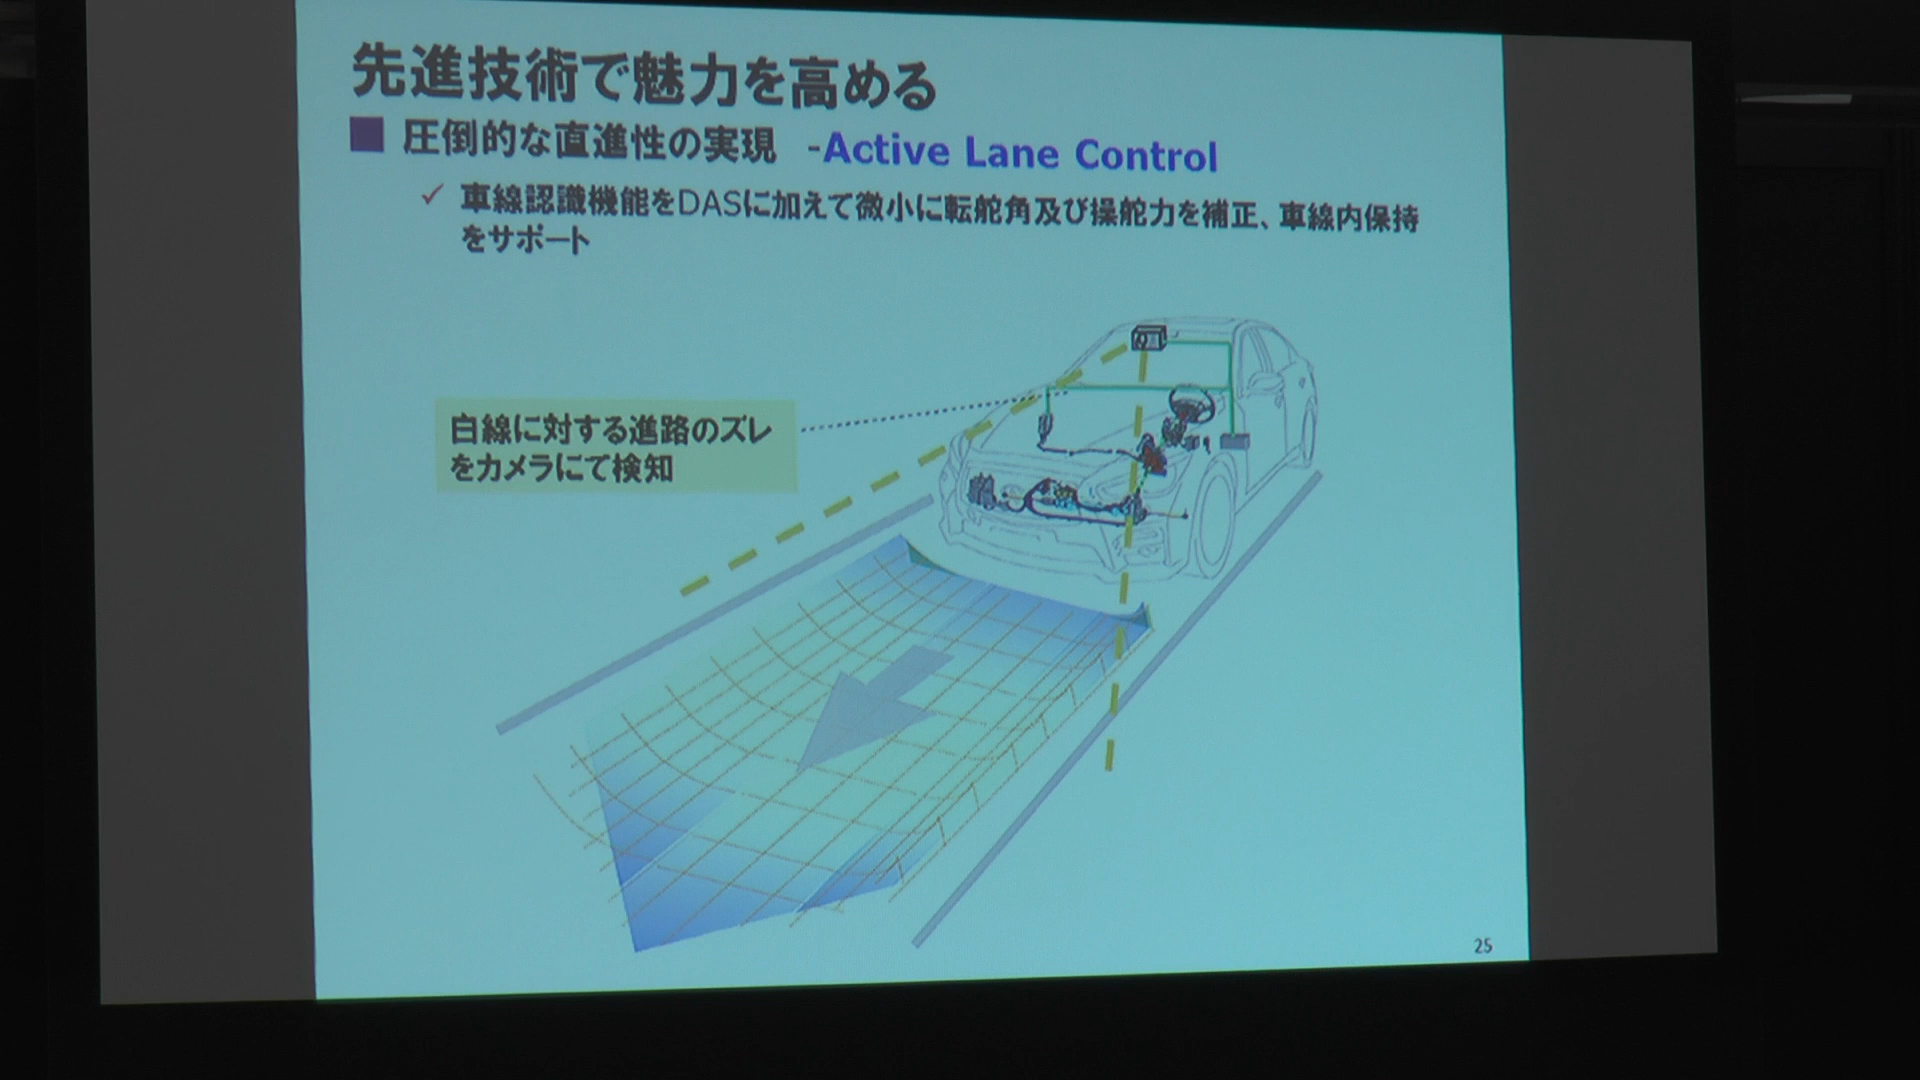 先進技術で魅力を高める
圧倒的な直進性の実現 -Active Lane Control
車線認識機能をDASに加えて微小に転舵角及び操舵力を補正、車線内保持
をサポート
白線に対する進路のズレ
をカメラにて検知
25